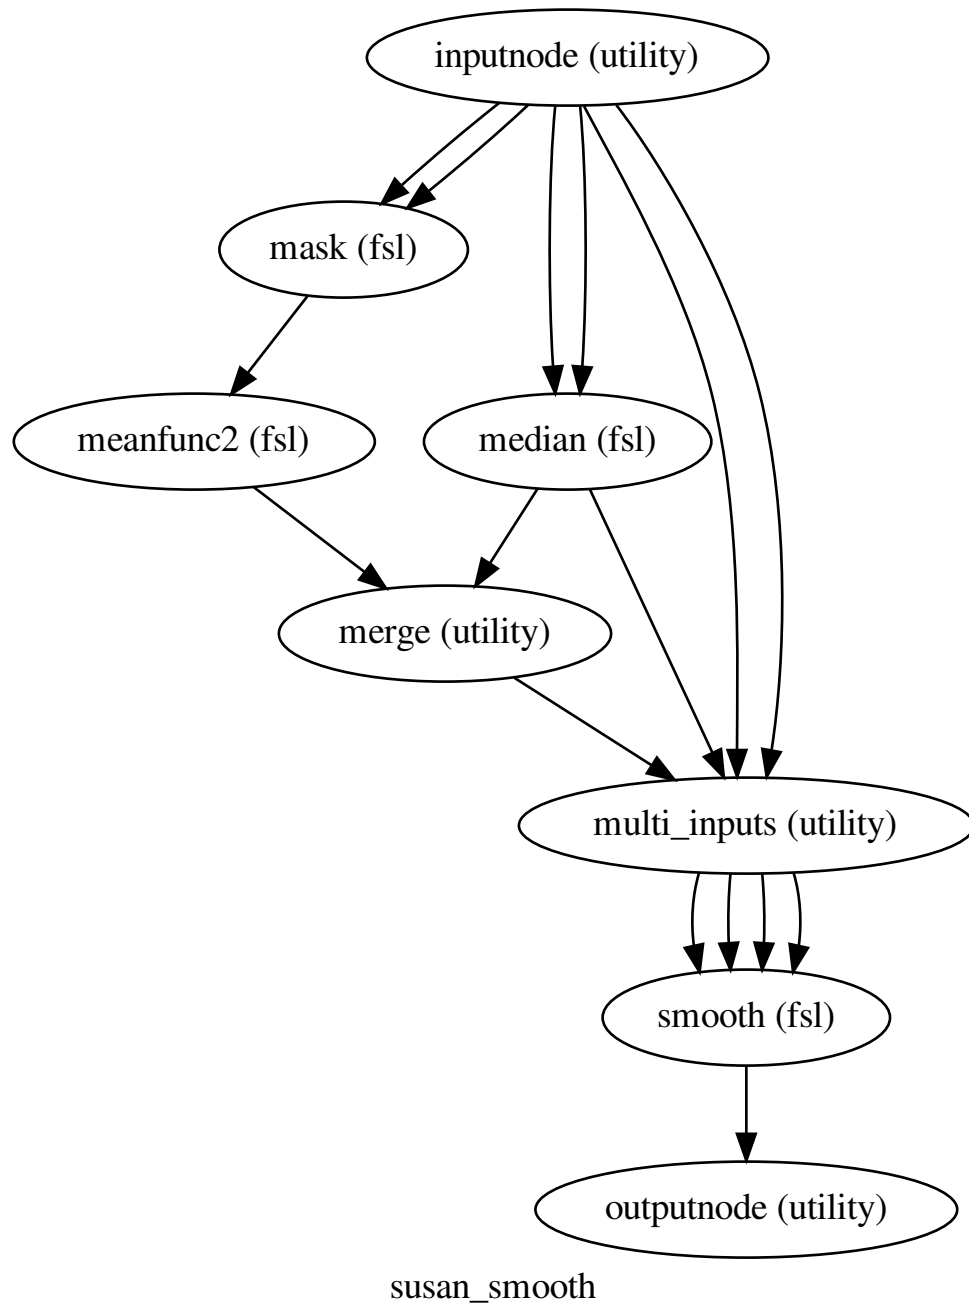 inputnode (utility)
mask (fsl)
meanfunc2 (fsl)
median (fsl)
merge (utility)
multi_inputs (utility)
smooth (fsl)
outputnode (utility)
susan_smooth